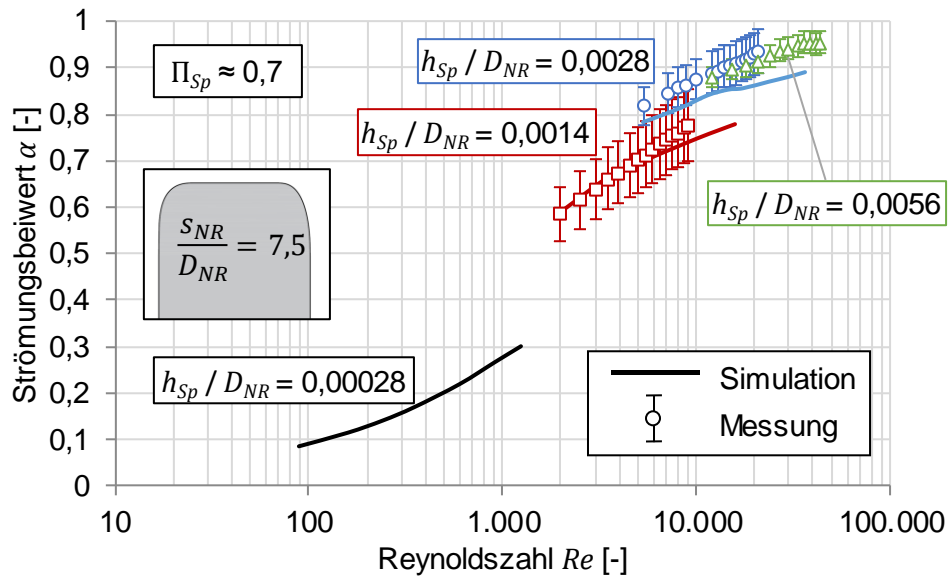 Strömungsbeiwert α [-]
1
0,9
0,8
0,7
0,6
0,5
0,4
0,3
0,2
0,1
0
Π_Sp ≈ 0,7
h_Sp / D_NR = 0,0028
h_Sp / D_NR = 0,0014
h_Sp / D_NR = 0,0056
s_NR
D_NR
= 7,5
h_Sp / D_NR = 0,00028
Simulation
Messung
10
100
1.000
10.000
100.000
Reynoldszahl Re [-]